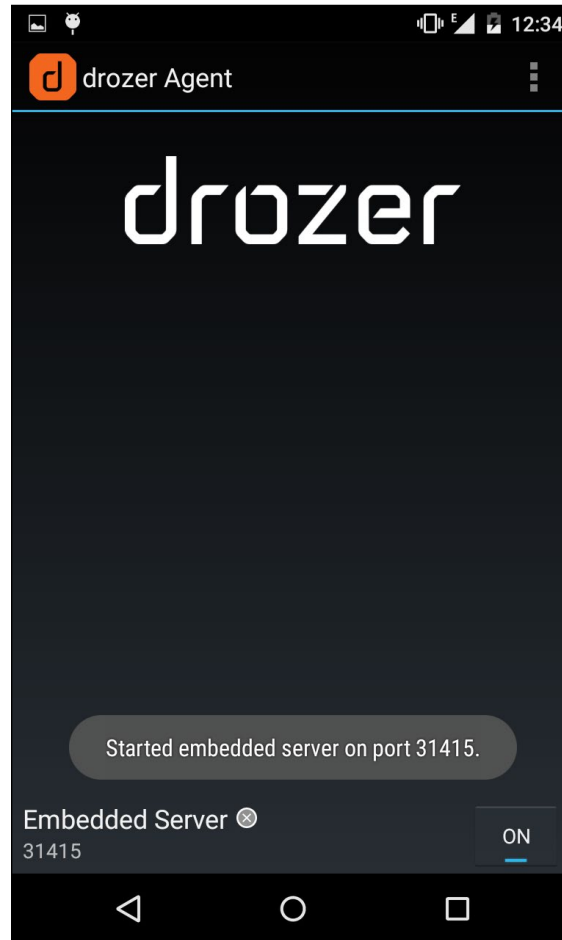 E 12:34
d drozer Agent
drozer
Started embedded server on port 31415.
Embedded Server
31415
ON